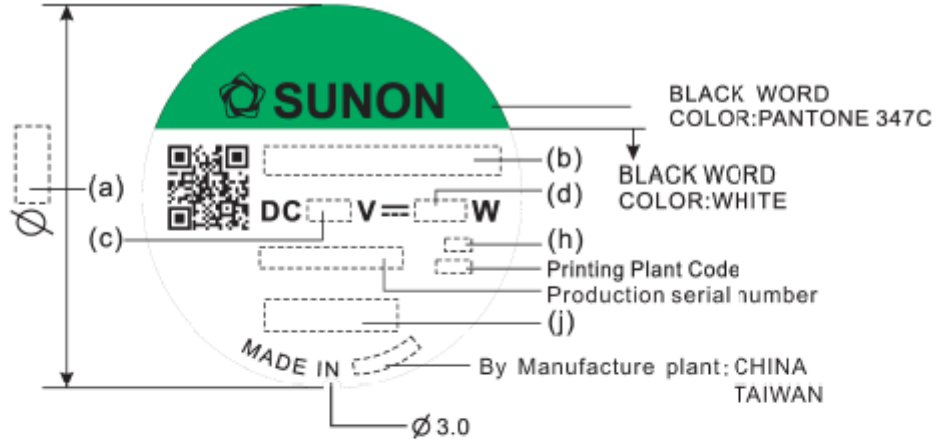 SUNON
BLACK WORD
COLOR:PANTONE 347C
(b)
BLACK WORD
COLOR:WHITE
(a)
Ø
DC V⎓ W
(d)
(c)
(h)
Printing Plant Code
Production serial number
(j)
MADE IN
By Manufacture plant: CHINA
TAIWAN
Ø 3.0